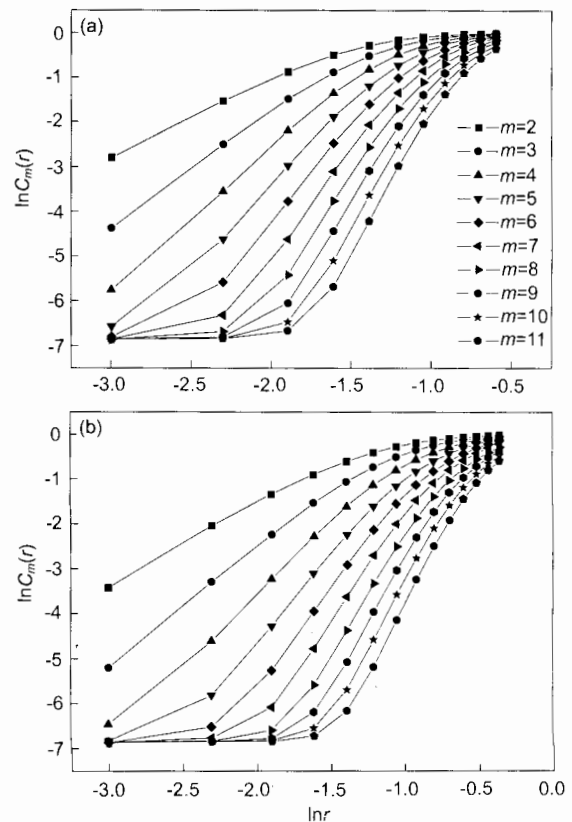 (a)
0
-1
-2
-3
-4
-5
-6
-7
lnCm(r)
m=2
m=3
m=4
m=5
m=6
m=7
m=8
m=9
m=10
m=11
-3.0 -2.5 -2.0 -1.5 -1.0 -0.5
(b)
0
-1
-2
-3
-4
-5
-6
-7
lnCm(r)
-3.0 -2.5 -2.0 -1.5 -1.0 -0.5 0.0
lnr